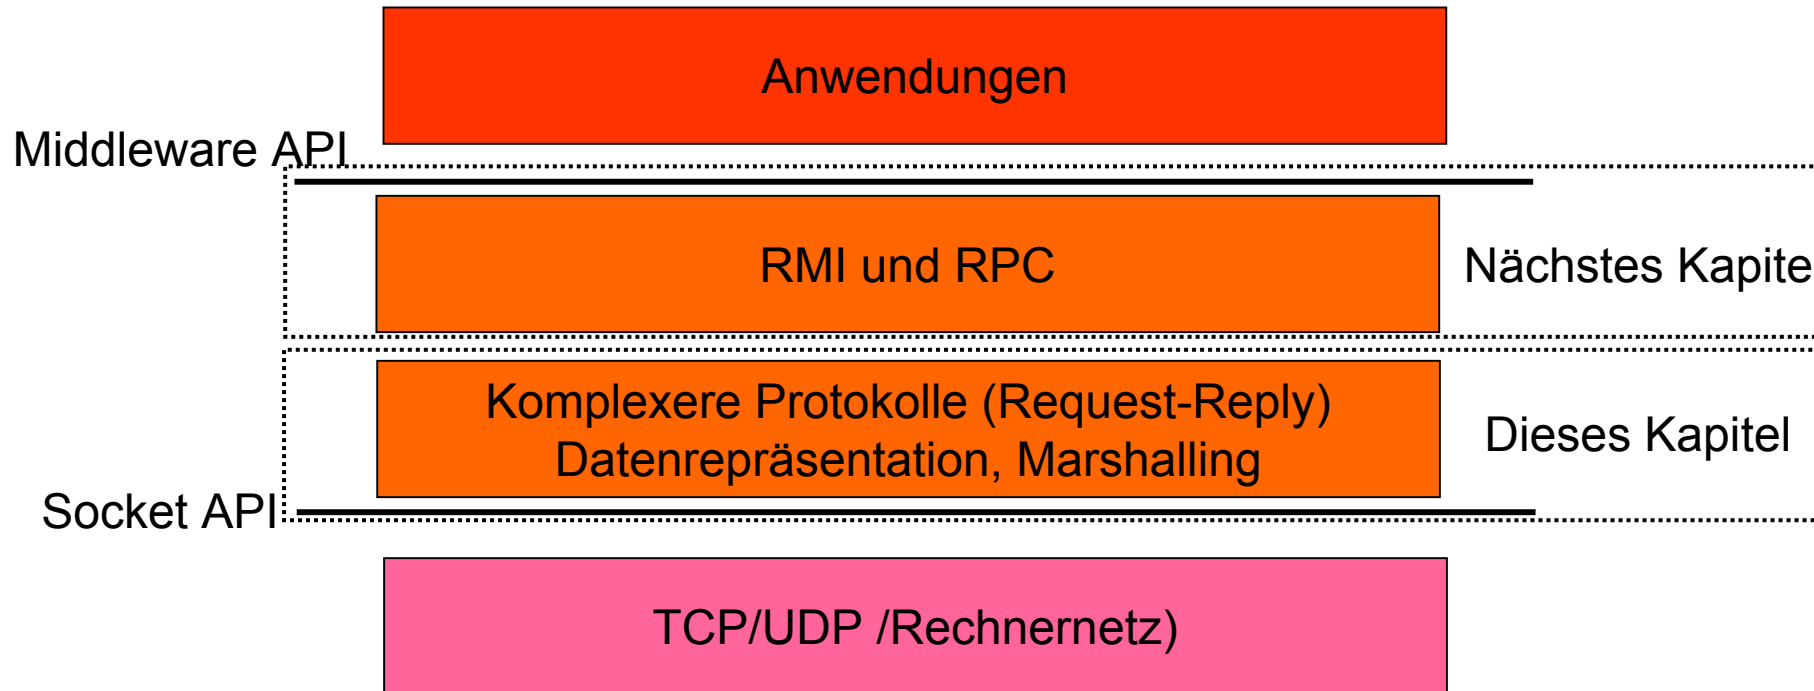 Anwendungen
Middleware API
RMI und RPC
Nächstes Kapite
Komplexere Protokolle (Request-Reply)
Datenrepräsentation, Marshalling
Dieses Kapitel
Socket API
TCP/UDP /Rechnernetz)